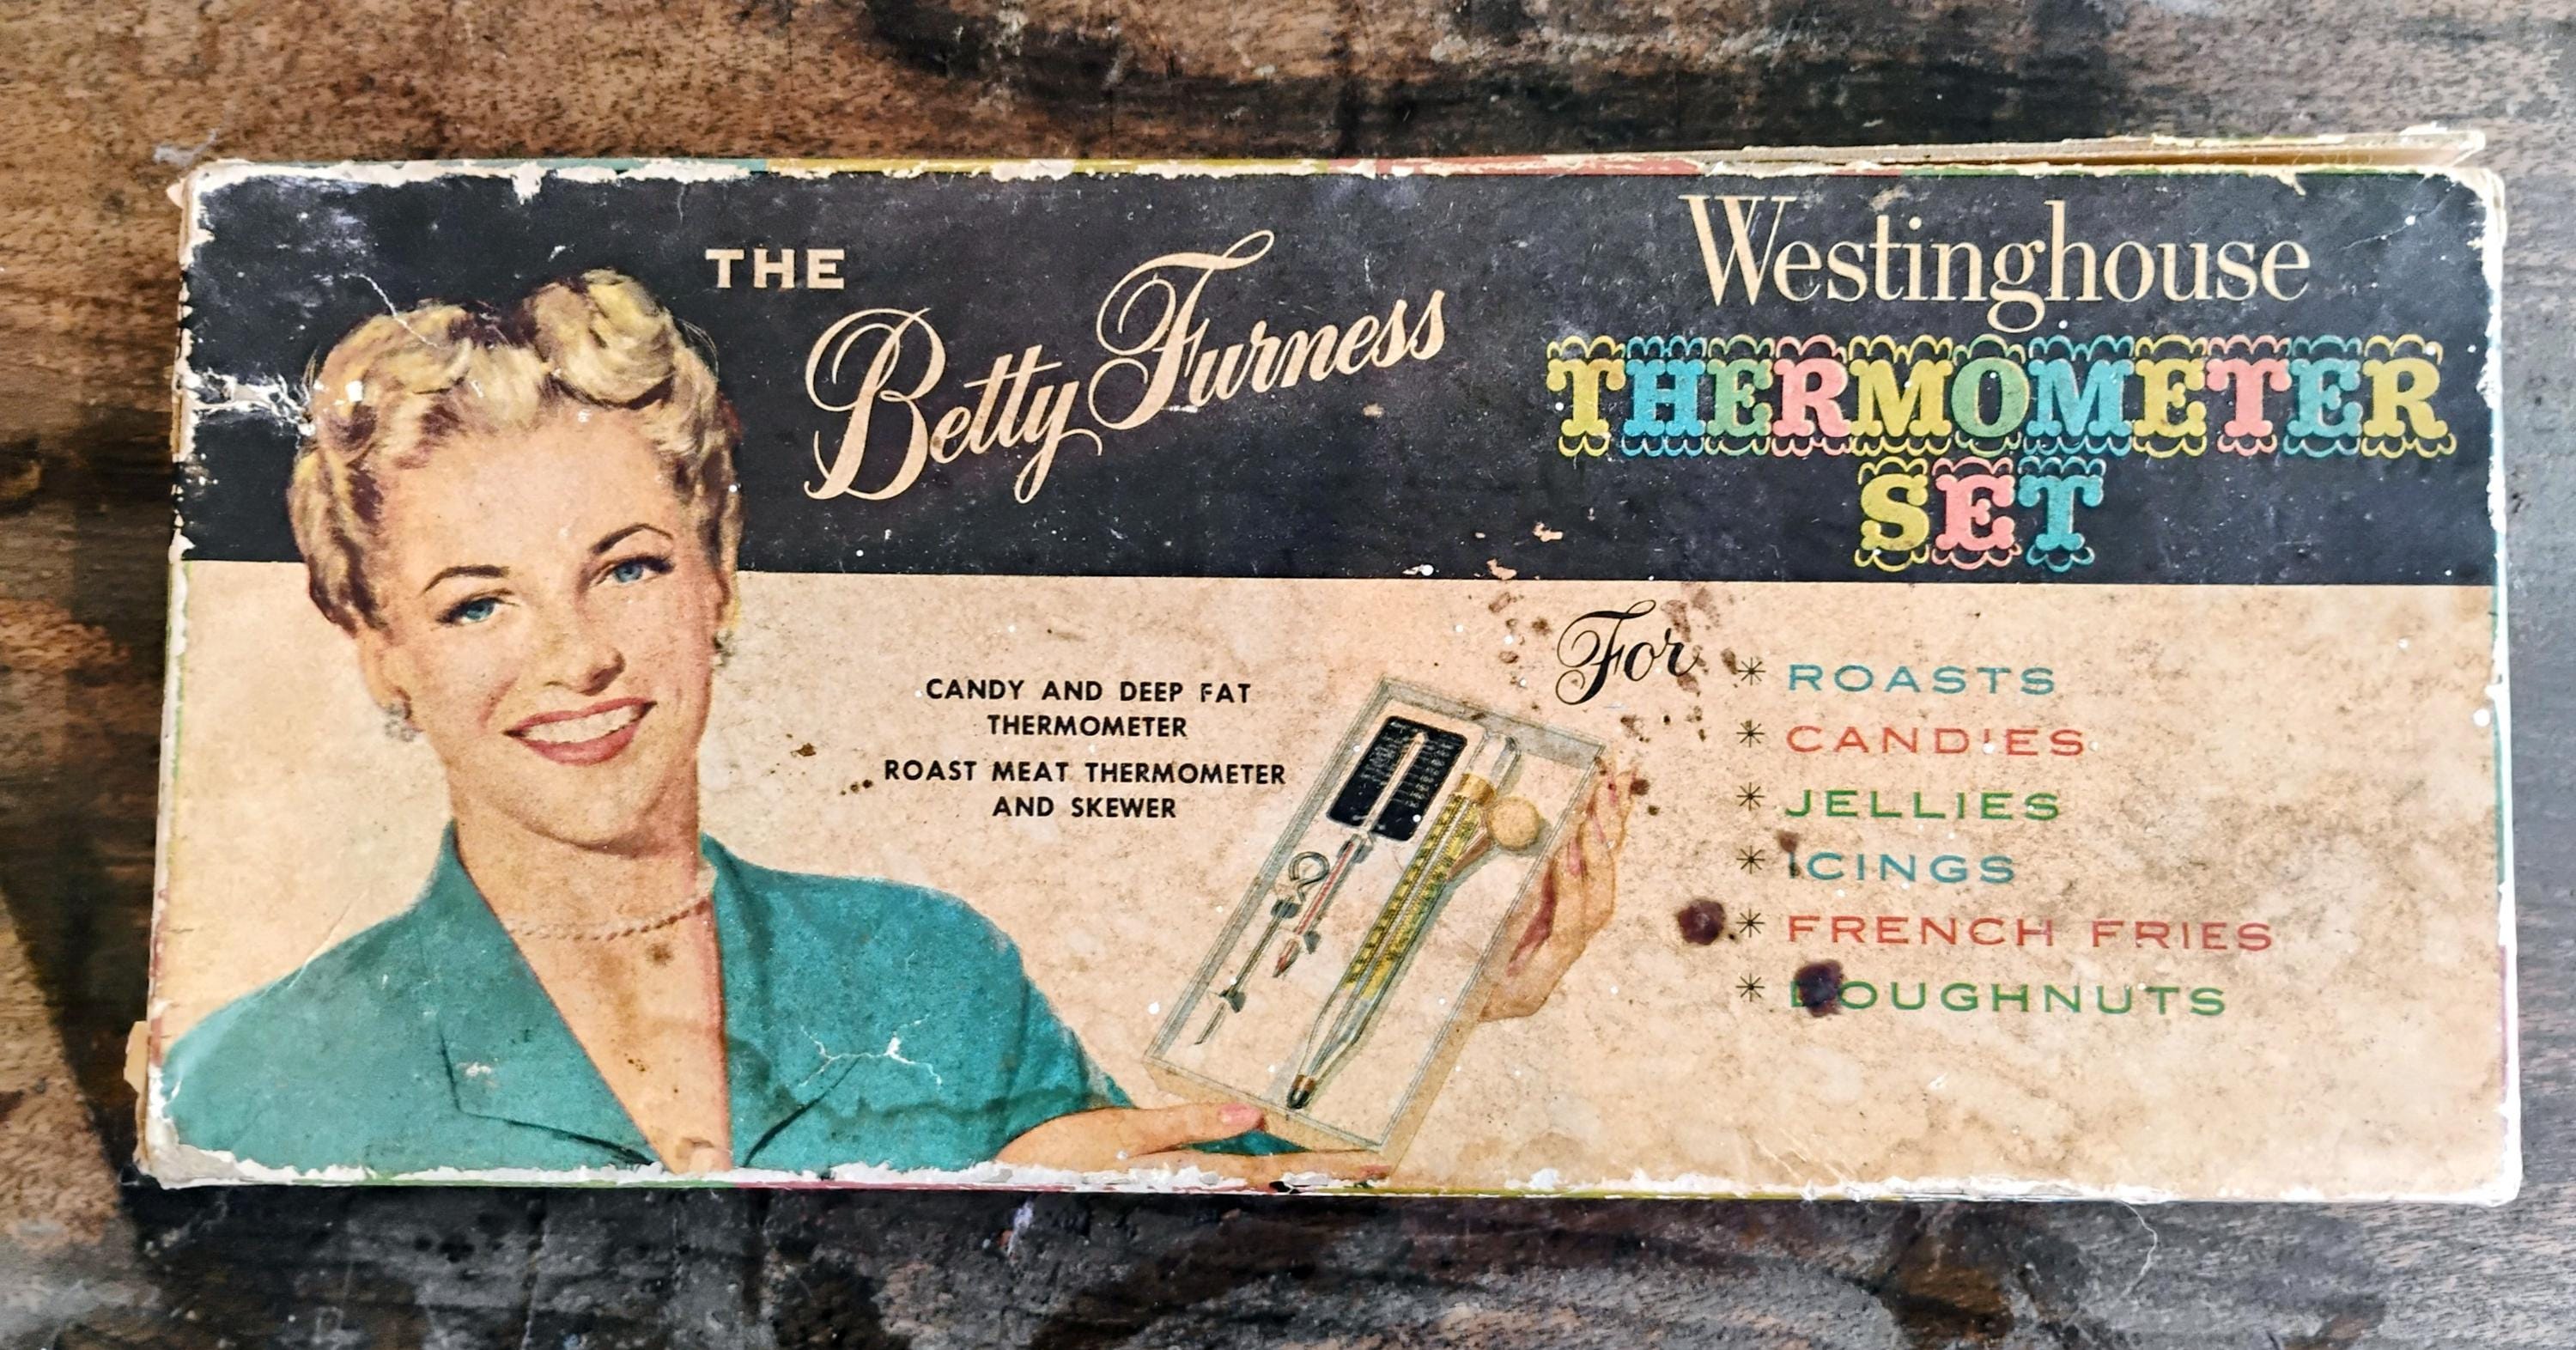 THE
Betty Furness
Westinghouse
THERMOMETER
SET
CANDY AND DEEP FAT
THERMOMETER
ROAST MEAT THERMOMETER
AND SKEWER
For
* ROASTS
* CANDIES
* JELLIES
* ICINGS
* FRENCH FRIES
* DOUGHNUTS